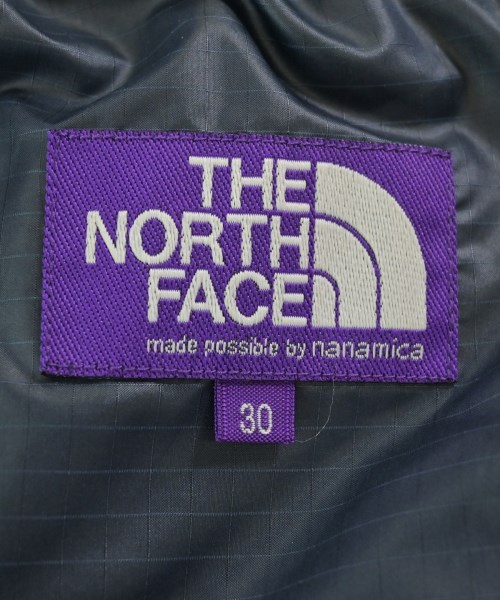 THE
NORTH
FACE
made possible by nanamica
30